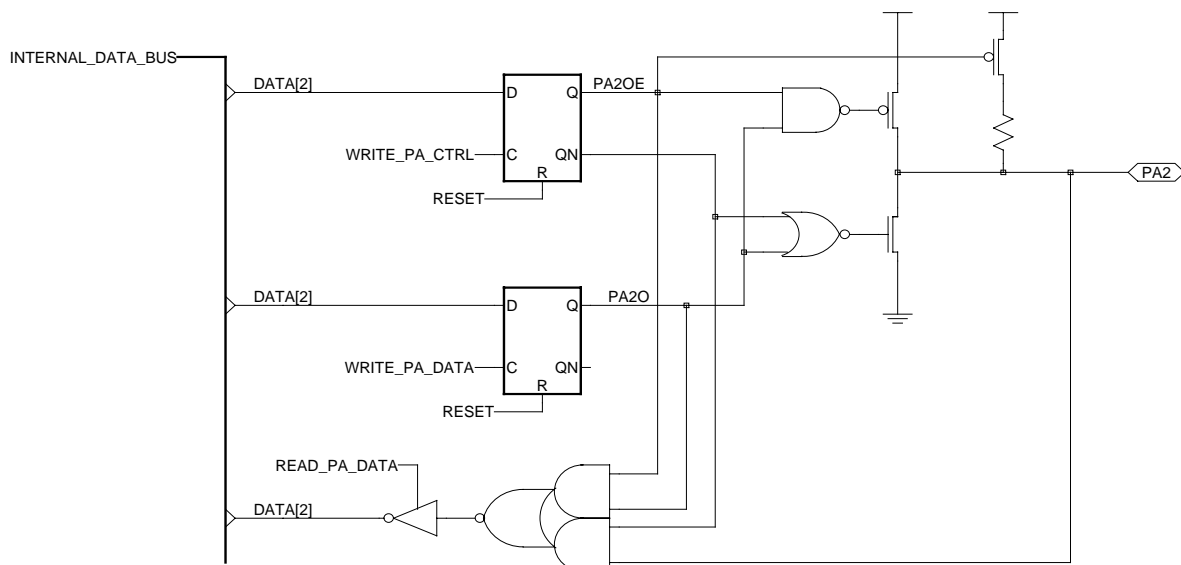 INTERNAL_DATA_BUS
DATA[2]
D
Q
PA2OE
WRITE_PA_CTRL
C
QN
R
RESET
PA2
DATA[2]
D
Q
PA2O
WRITE_PA_DATA
C
QN
R
RESET
READ_PA_DATA
DATA[2]